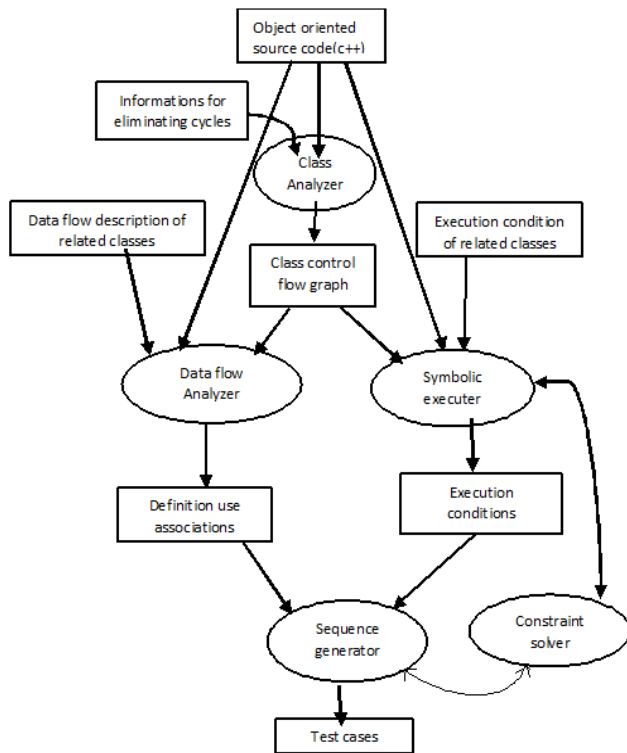 Object oriented
source code(c++)
Informations for
eliminating cycles
Class
Analyzer
Data flow description of
related classes
Execution condition
of related classes
Class control
flow graph
Data flow
Analyzer
Symbolic
executer
Definition use
associations
Execution
conditions
Sequence
generator
Constraint
solver
Test cases